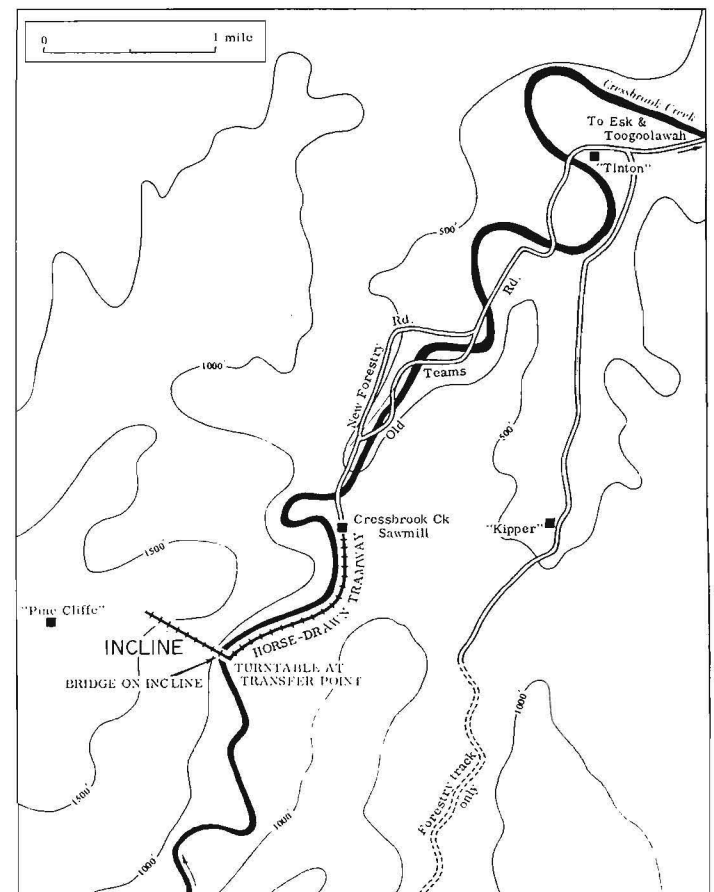 0 1 mile
Cressbrook Creek
To Esk &
Toogoolawah
"Tinton"
500'
Rd.
Rd.
1000'
New Forestry
Teams
Old
500'
Cressbrook Ck
Sawmill
"Kipper"
1500'
HORSE-DRAWN TRAMWAY
"Pine Cliffe"
INCLINE
BRIDGE ON INCLINE
TURNTABLE AT
TRANSFER POINT
1000'
1500'
1000'
Forestry track
only
1000'